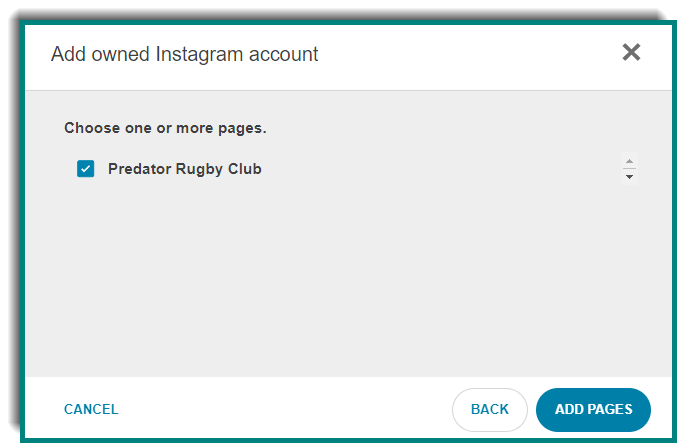 Add owned Instagram account
Choose one or more pages.
Predator Rugby Club
CANCEL
BACK
ADD PAGES